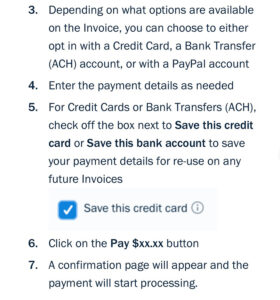 3. Depending on what options are available
on the Invoice, you can choose to either
opt in with a Credit Card, a Bank Transfer
(ACH) account, or with a PayPal account
4. Enter the payment details as needed
5. For Credit Cards or Bank Transfers (ACH),
check off the box next to Save this credit
card or Save this bank account to save
your payment details for re-use on any
future Invoices
Save this credit card
6. Click on the Pay $xx.xx button
7. A confirmation page will appear and the
payment will start processing.